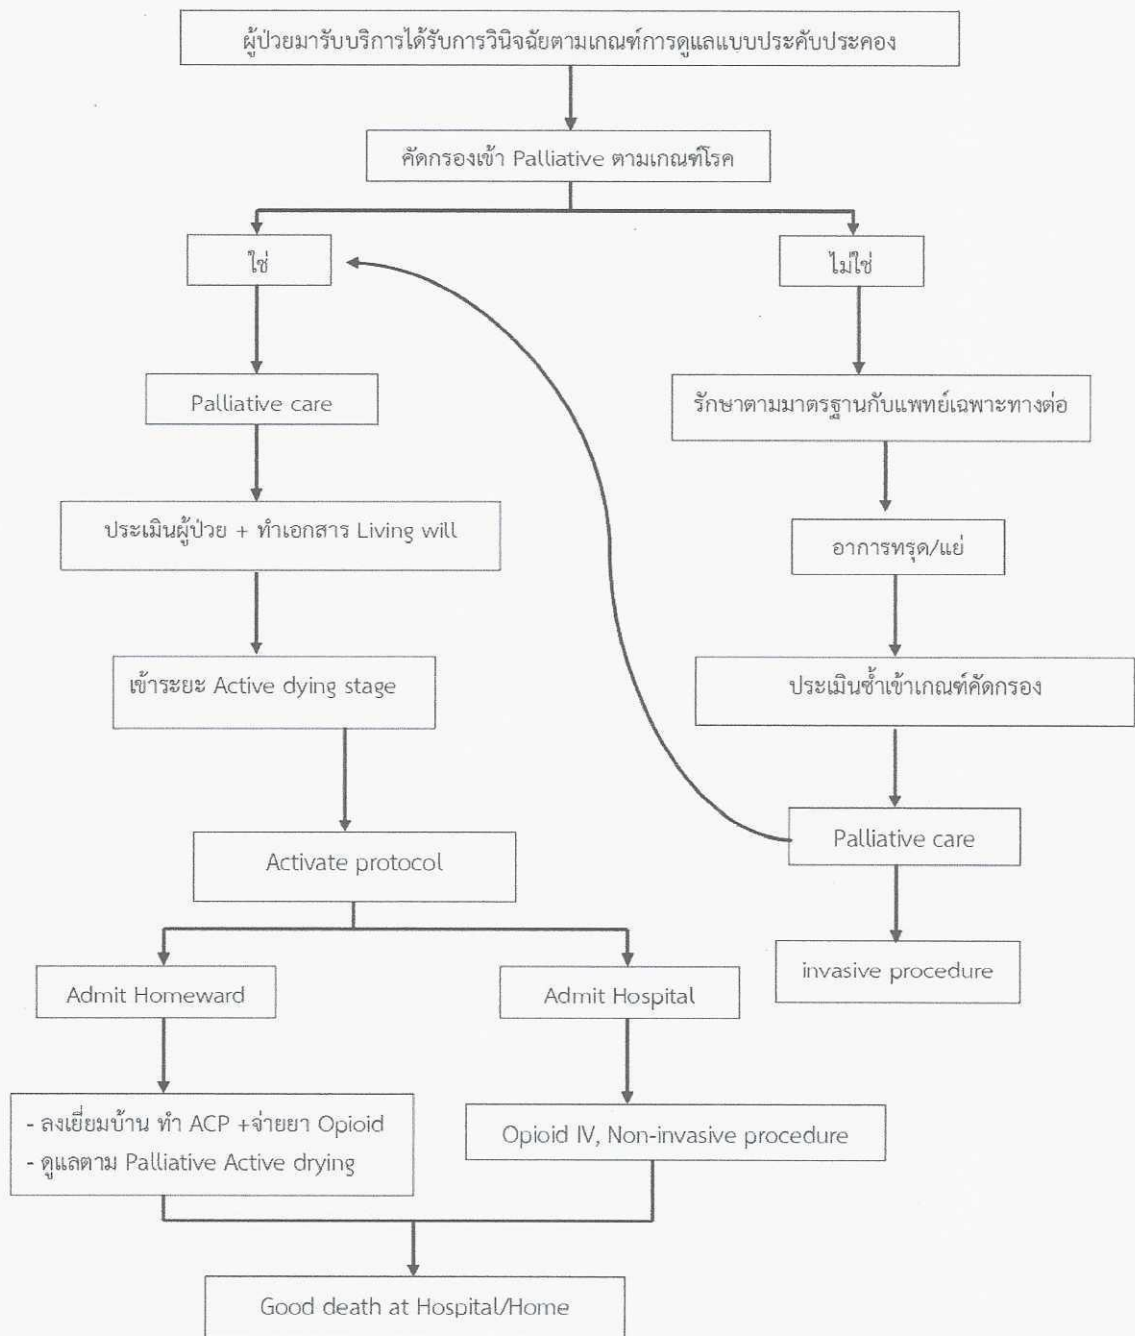 ผู้ป่วยมารับบริการได้รับการวินิจฉัยตามเกณฑ์การดูแลแบบประคับประคอง
คัดกรองเข้า Palliative ตามเกณฑ์โรค
ใช่
ไม่ใช่
Palliative care
รักษาตามมาตรฐานกับแพทย์เฉพาะทางต่อ
ประเมินผู้ป่วย + ทำเอกสาร Living will
อาการทรุด/แย่
เข้าระยะ Active dying stage
ประเมินซ้ำเข้าเกณฑ์คัดกรอง
Activate protocol
Palliative care
Admit Homeward
Admit Hospital
invasive procedure
- ลงเยี่ยมบ้าน ทำ ACP +จ่ายยา Opioid
- ดูแลตาม Palliative Active drying
Opioid IV, Non-invasive procedure
Good death at Hospital/Home